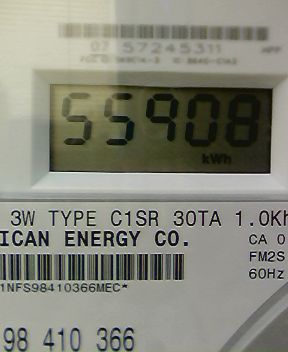 07 57245311
55908
kWh
3W TYPE C1SR 30TA 1.0Kh
ICAN ENERGY CO.
CA 0
FM2S
60Hz
1NFS98410366MEC*
98 410 366